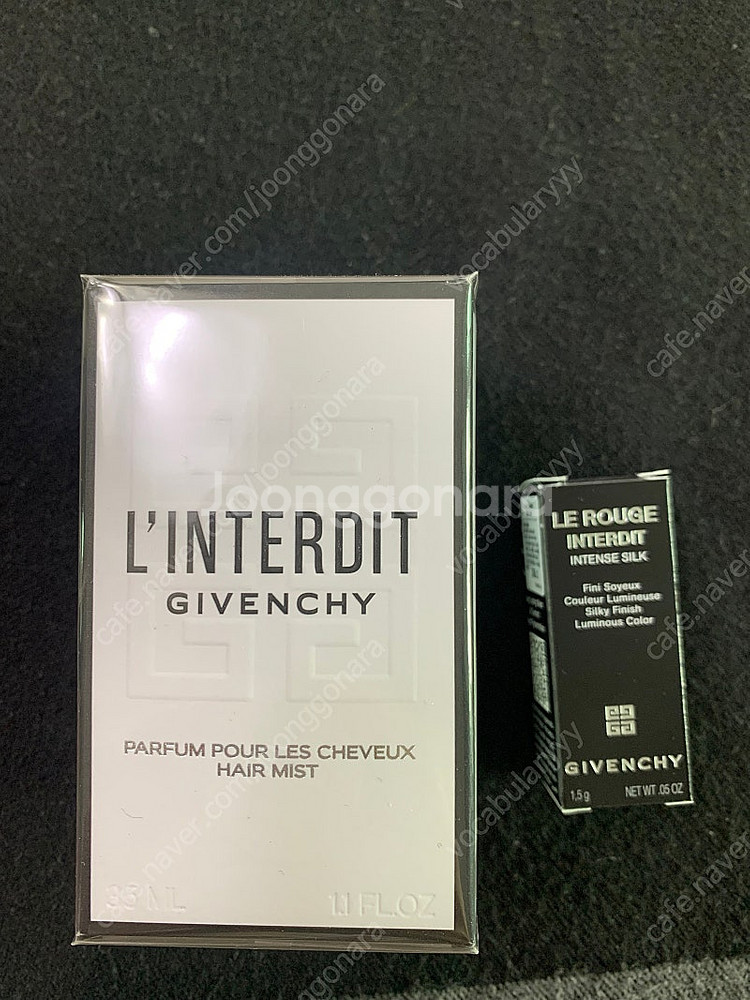 L'INTERDIT
GIVENCHY
PARFUM POUR LES CHEVEUX
HAIR MIST
1.1 FL.OZ
LE ROUGE
INTERDIT
INTENSE SILK
Fini Soyeux
Couleur Lumineuse
Silky Finish
Luminous Color
GIVENCHY
1,5 g NET WT .05 OZ
Joonggonara
cafe.naver.com/joonggonara
vocabularyyy